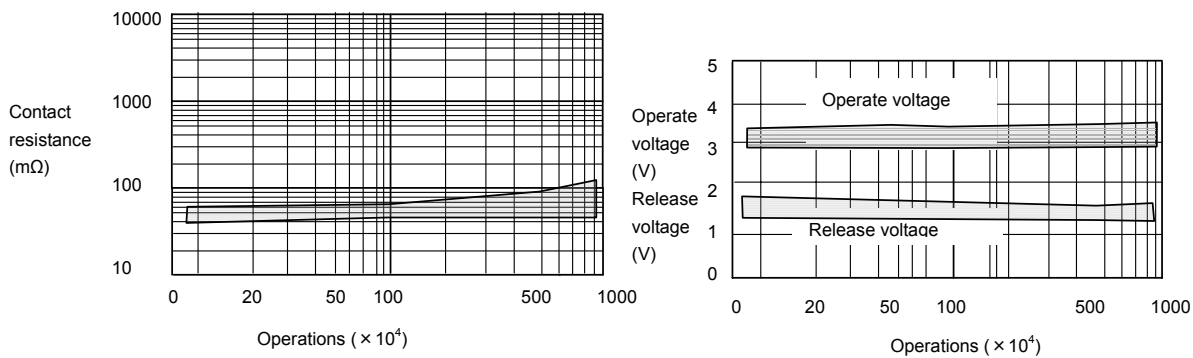 10000
1000
100
10
Contact
resistance
(mΩ)
0 20 50 100 500 1000
Operations ( × 10⁴)
5
4
3
2
1
0
Operate
voltage
(V)
Release
voltage
(V)
Operate voltage
Release voltage
0 20 50 100 500 1000
Operations ( × 10⁴)